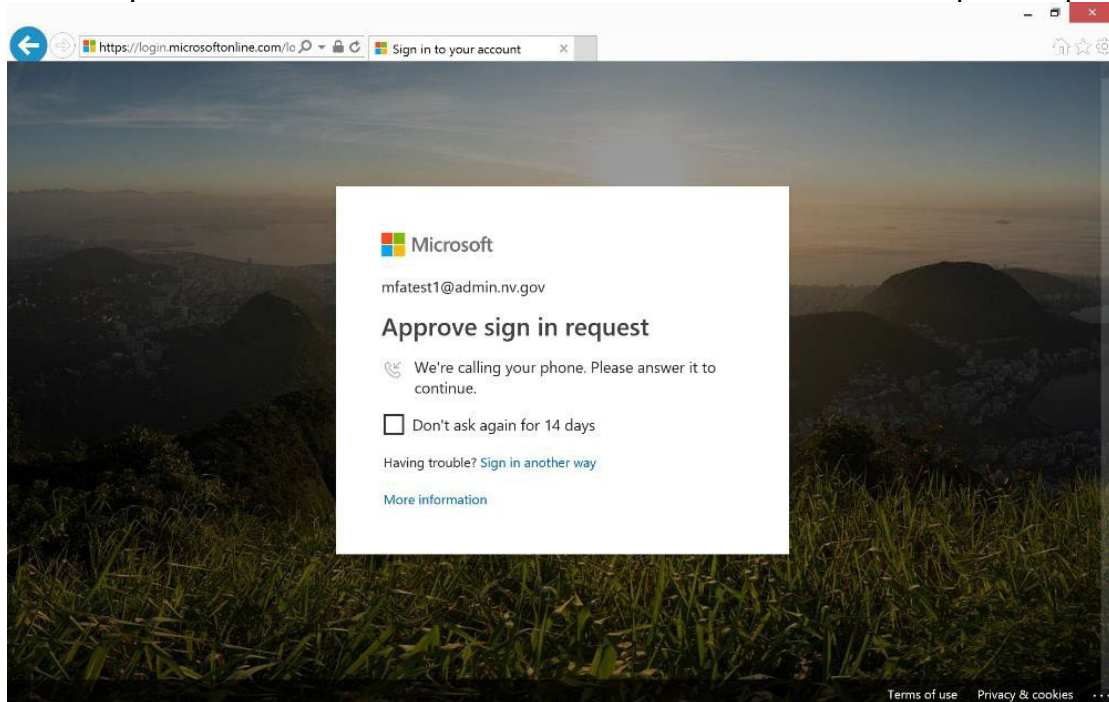 https://login.microsoftonline.com/lo
Sign in to your account
Microsoft
mfatest1@admin.nv.gov
Approve sign in request
We're calling your phone. Please answer it to
continue.
Don't ask again for 14 days
Having trouble? Sign in another way
More information
Terms of use Privacy & cookies ...